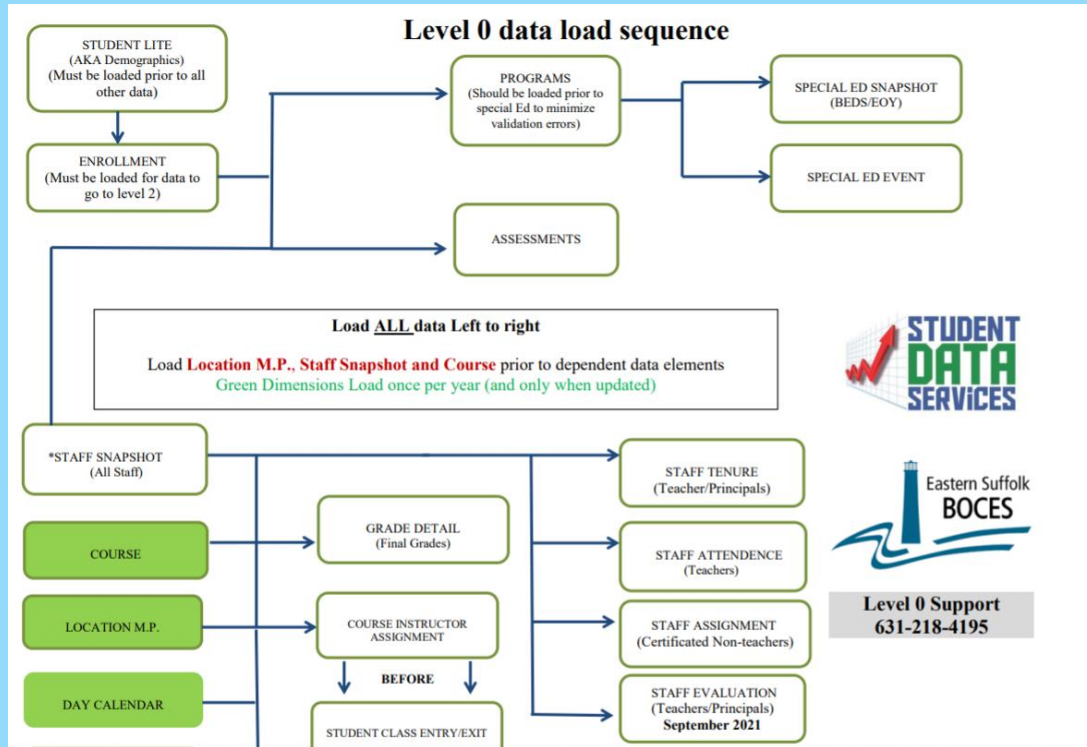 Level 0 data load sequence
STUDENT LITE
(AKA Demographics)
(Must be loaded prior to all
other data)
PROGRAMS
(Should be loaded prior to
special Ed to minimize
validation errors)
SPECIAL ED SNAPSHOT
(BEDS/EOY)
ENROLLMENT
(Must be loaded for data to
go to level 2)
SPECIAL ED EVENT
ASSESSMENTS
Load ALL data Left to right
Load Location M.P., Staff Snapshot and Course prior to dependent data elements
Green Dimensions Load once per year (and only when updated)
STUDENT
DATA
SERVICES
*STAFF SNAPSHOT
(All Staff)
STAFF TENURE
(Teacher/Principals)
Eastern Suffolk
BOCES
COURSE
GRADE DETAIL
(Final Grades)
STAFF ATTENDENCE
(Teachers)
Level 0 Support
631-218-4195
LOCATION M.P.
COURSE INSTRUCTOR
ASSIGNMENT
STAFF ASSIGNMENT
(Certificated Non-teachers)
BEFORE
DAY CALENDAR
STAFF EVALUATION
(Teachers/Principals)
September 2021
STUDENT CLASS ENTRY/EXIT